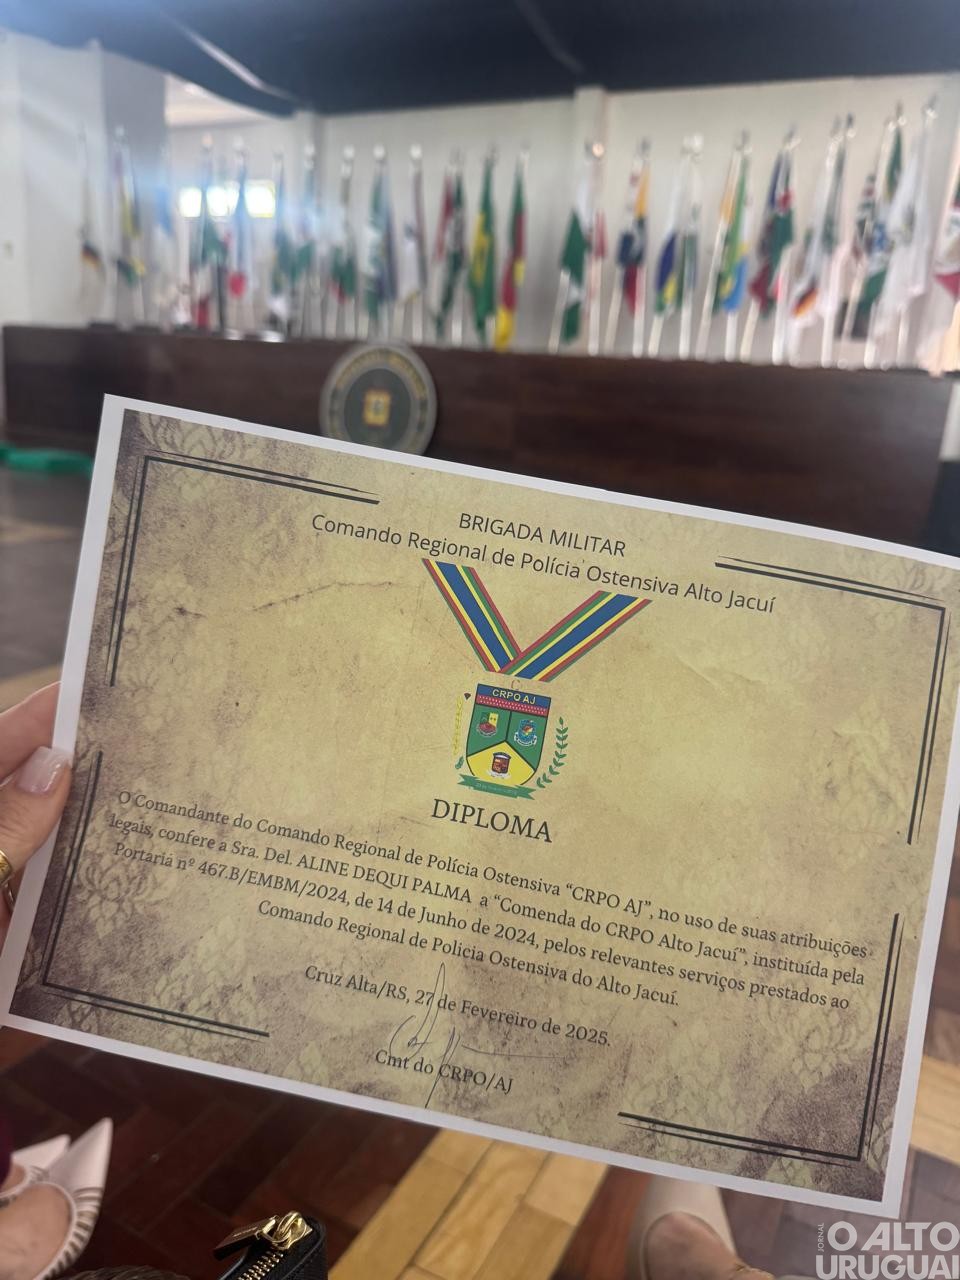 BRIGADA MILITAR
Comando Regional de Polícia Ostensiva Alto Jacuí
CRPO AJ
DIPLOMA
O Comandante do Comando Regional de Polícia Ostensiva “CRPO AJ”, no uso de suas atribuições
legais, confere a Sra. Del. ALINE DEQUI PALMA a “Comenda do CRPO Alto Jacuí”, instituída pela
Portaria nº 467.B/EMBM/2024, de 14 de Junho de 2024, pelos relevantes serviços prestados ao
Comando Regional de Polícia Ostensiva do Alto Jacuí.
Cruz Alta/RS, 27 de Fevereiro de 2025.
Cmt do CRPO/AJ
JORNAL
O ALTO
URUGUAI